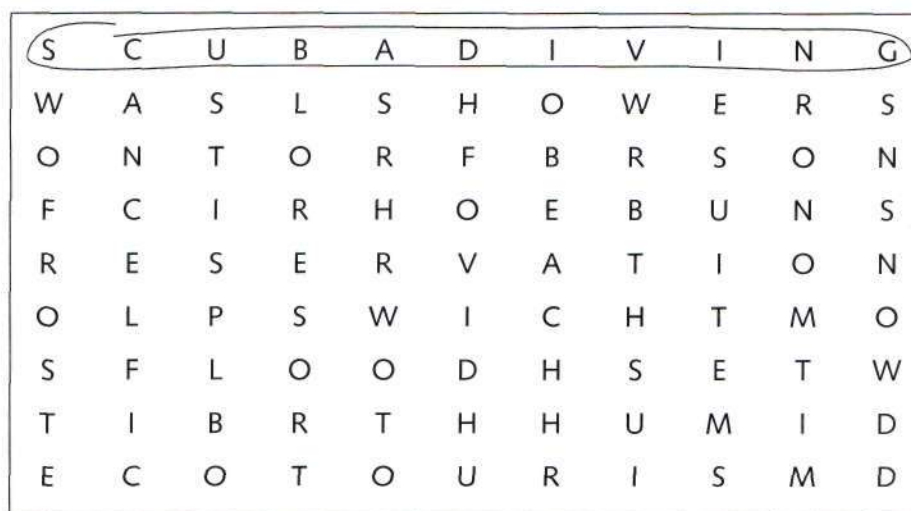 S C U B A D I V I N G
W A S L S H O W E R S
O N T O R F B R S O N
F C I R H O E B U N S
R E S E R V A T I O N
O L P S W I C H T M O
S F L O O D H S E T W
T I B R T H H U M I D
E C O T O U R I S M D